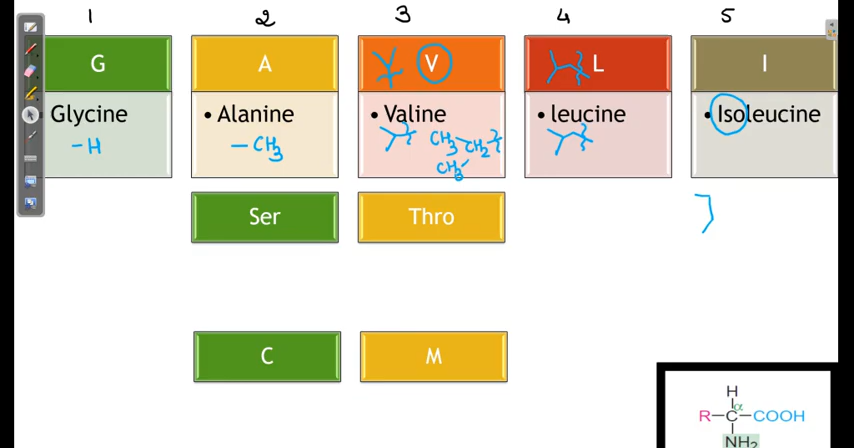 1 2 3 4 5
G A V L I
Glycine
• Alanine
• Valine
• leucine
• Isoleucine
-H
-CH3
CH3
CH2
CH3
Ser Thro
C M
H
R-C-COOH
α
NH2